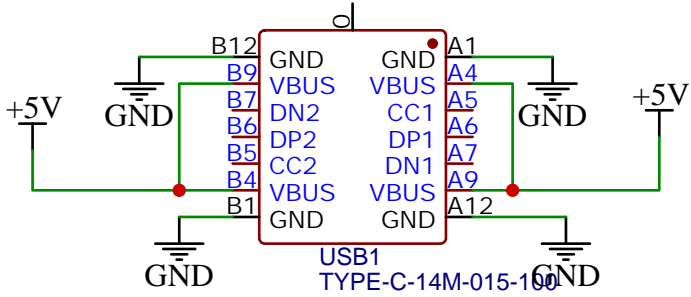 0
B12 GND GND A1
B9 VBUS VBUS A4
B7 DN2 CC1 A5
B6 DP2 DP1 A6
B5 CC2 DN1 A7
B4 VBUS VBUS A9
B1 GND GND A12
+5V GND GND +5V
GND GND
USB1
TYPE-C-14M-015-100